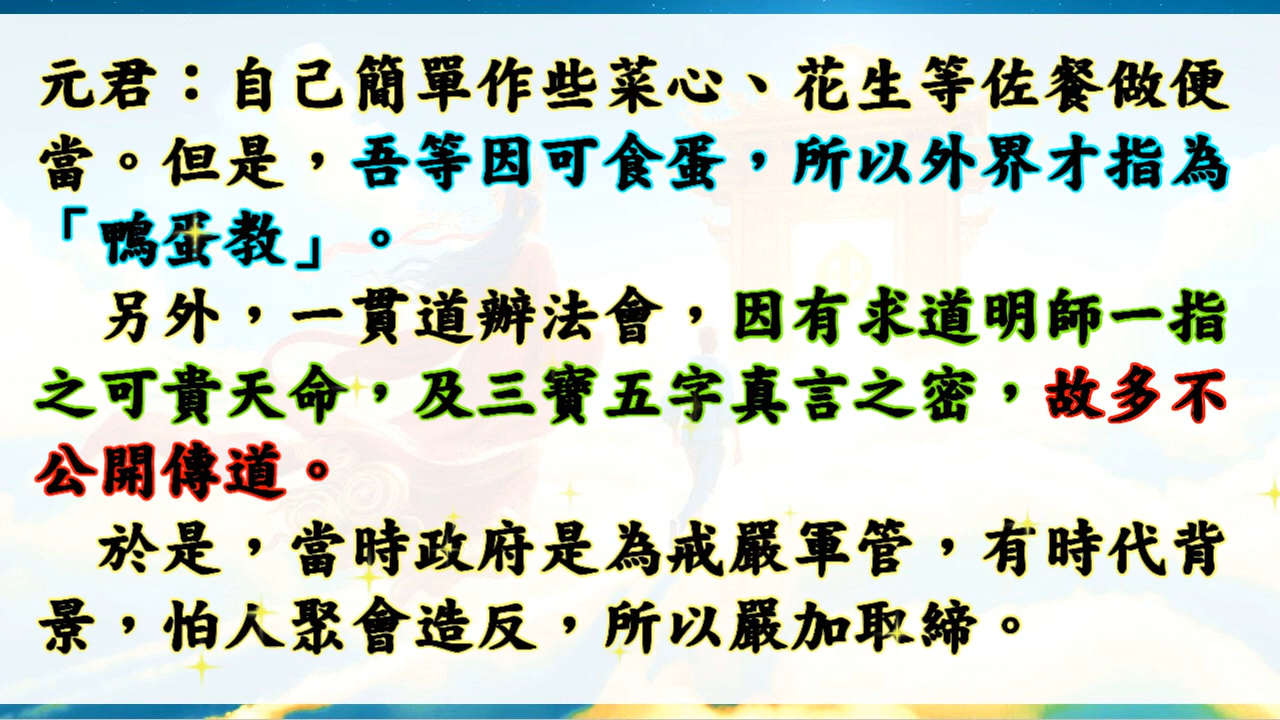 元君：自己簡單作些菜心、花生等佐餐做便
當。但是，吾等因可食蛋，所以外界才指為
「鴨蛋教」。
另外，一貫道辦法會，因有求道明師一指
之可貴天命，及三寶五字真言之密，故多不
公開傳道。
於是，當時政府是為戒嚴軍管，有時代背
景，怕人聚會造反，所以嚴加取締。